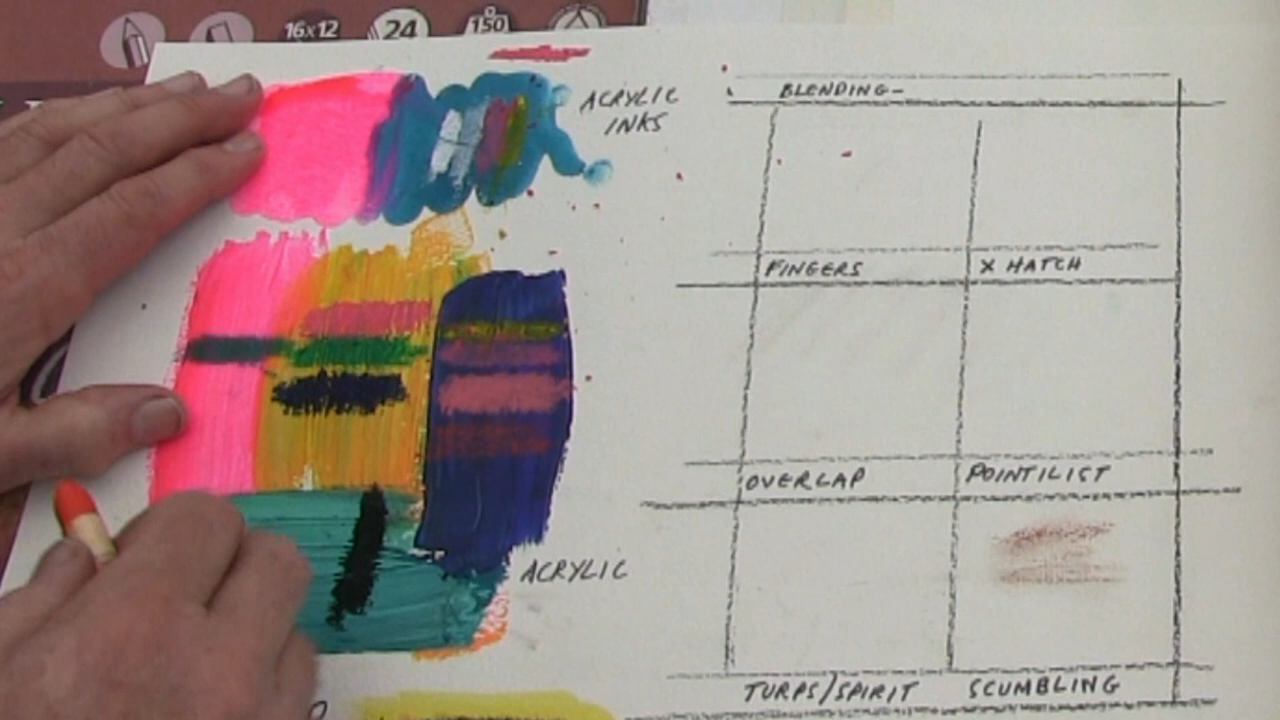 16x12
24
150
ACRYLIC
INKS
BLENDING-
FINGERS
X HATCH
OVERLAP
POINTILIST
ACRYLIC
TURPS/SPIRIT
SCUMBLING